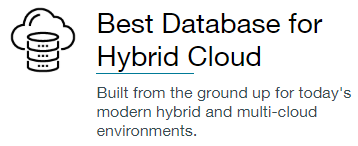 Best Database for
Hybrid Cloud
Built from the ground up for today's
modern hybrid and multi-cloud
environments.